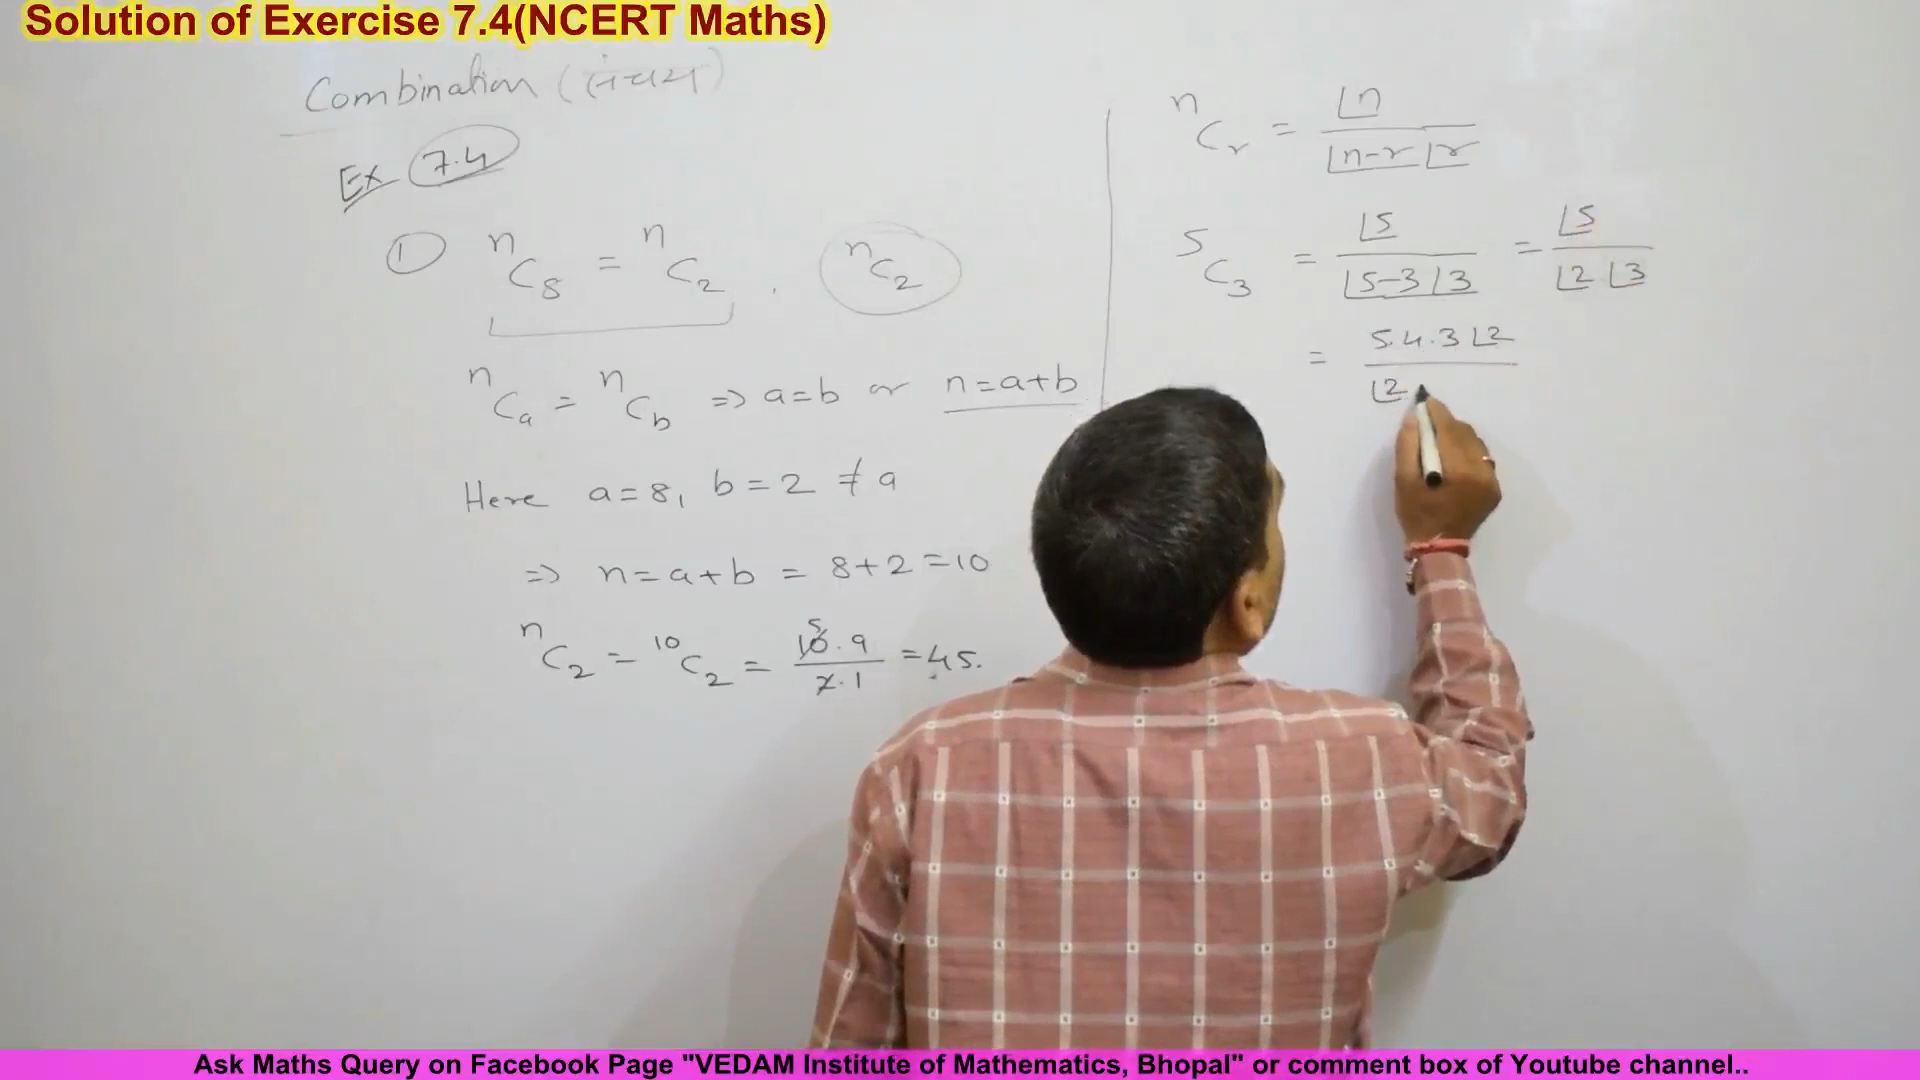 Solution of Exercise 7.4(NCERT Maths)
Combination (संचय)
Ex 7.4
① ⁿC₈ = ⁿC₂ . ⁿC₂
ⁿCₐ = ⁿC_b ⇒ a=b or n=a+b
Here a=8, b=2 ≠ a
⇒ n=a+b = 8+2=10
ⁿC₂ = ¹⁰C₂ = 5 10.9 / 2.1 = 45.
ⁿCᵣ = ⌊n / ⌊n-r ⌊r
⁵C₃ = ⌊5 / ⌊5-3 ⌊3 = ⌊5 / ⌊2 ⌊3
= 5.4.3 ⌊2 / ⌊2
Ask Maths Query on Facebook Page "VEDAM Institute of Mathematics, Bhopal" or comment box of Youtube channel..